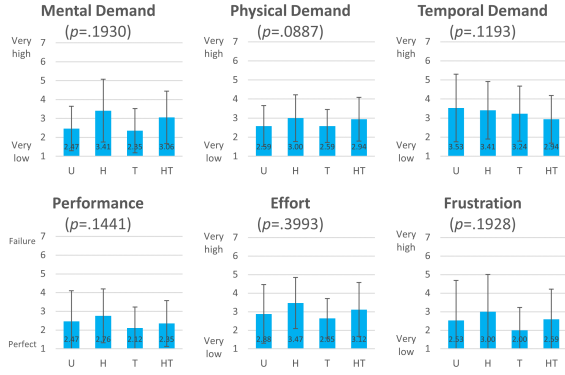 Mental Demand
(p=.1930)
Very
high
7
6
5
4
3
2
Very
low
1
2.47
3.41
2.35
3.06
U
H
T
HT
Physical Demand
(p=.0887)
Very
high
7
6
5
4
3
2
Very
low
1
2.59
3.00
2.59
2.94
U
H
T
HT
Temporal Demand
(p=.1193)
Very
high
7
6
5
4
3
2
Very
low
1
3.53
3.41
3.24
2.94
U
H
T
HT
Performance
(p=.1441)
Failure
7
6
5
4
3
2
Perfect
1
2.47
2.76
2.12
2.35
U
H
T
HT
Effort
(p=.3993)
Very
high
7
6
5
4
3
2
Very
low
1
2.88
3.47
2.65
3.12
U
H
T
HT
Frustration
(p=.1928)
Very
high
7
6
5
4
3
2
Very
low
1
2.53
3.00
2.00
2.59
U
H
T
HT